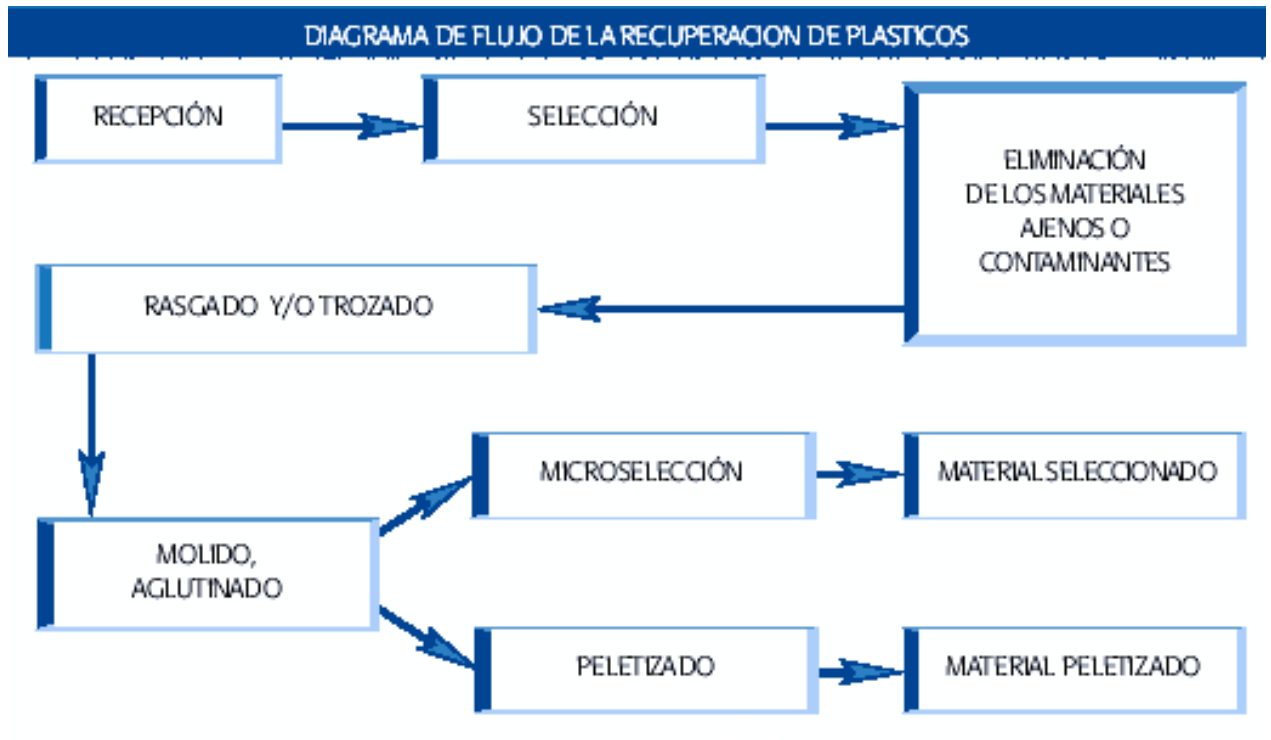 DIAGRAMA DE FLUJO DE LA RECUPERACION DE PLASTICOS
RECEPCIÓN
SELECCIÓN
ELIMINACIÓN
DE LOS MATERIALES
AJENOS O
CONTAMINANTES
RASGADO Y/O TROZADO
MOLIDO,
AGLUTINADO
MICROSELECCIÓN
MATERIAL SELECCIONADO
PELETIZADO
MATERIAL PELETIZADO